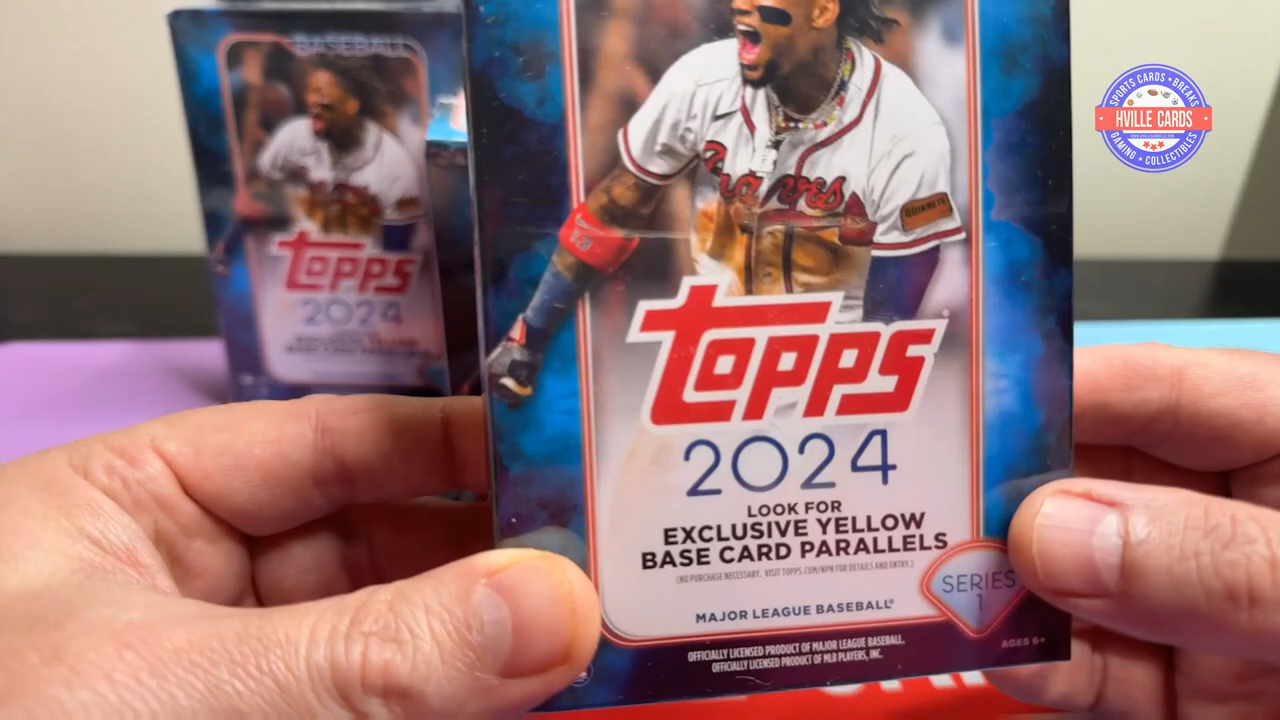 BASEBALL
TOPPS
2024
SPORTS CARDS • BREAKS
HVILLE CARDS
GAMING • COLLECTIBLES
Braves
QUIKRETE
13
TOPPS
2024
LOOK FOR
EXCLUSIVE YELLOW
BASE CARD PARALLELS
(NO PURCHASE NECESSARY. VISIT TOPPS.COM/NPN FOR DETAILS AND ENTRY.)
MAJOR LEAGUE BASEBALL®
SERIES
1
OFFICIALLY LICENSED PRODUCT OF MAJOR LEAGUE BASEBALL.
OFFICIALLY LICENSED PRODUCT OF MLB PLAYERS, INC.
AGES 6+